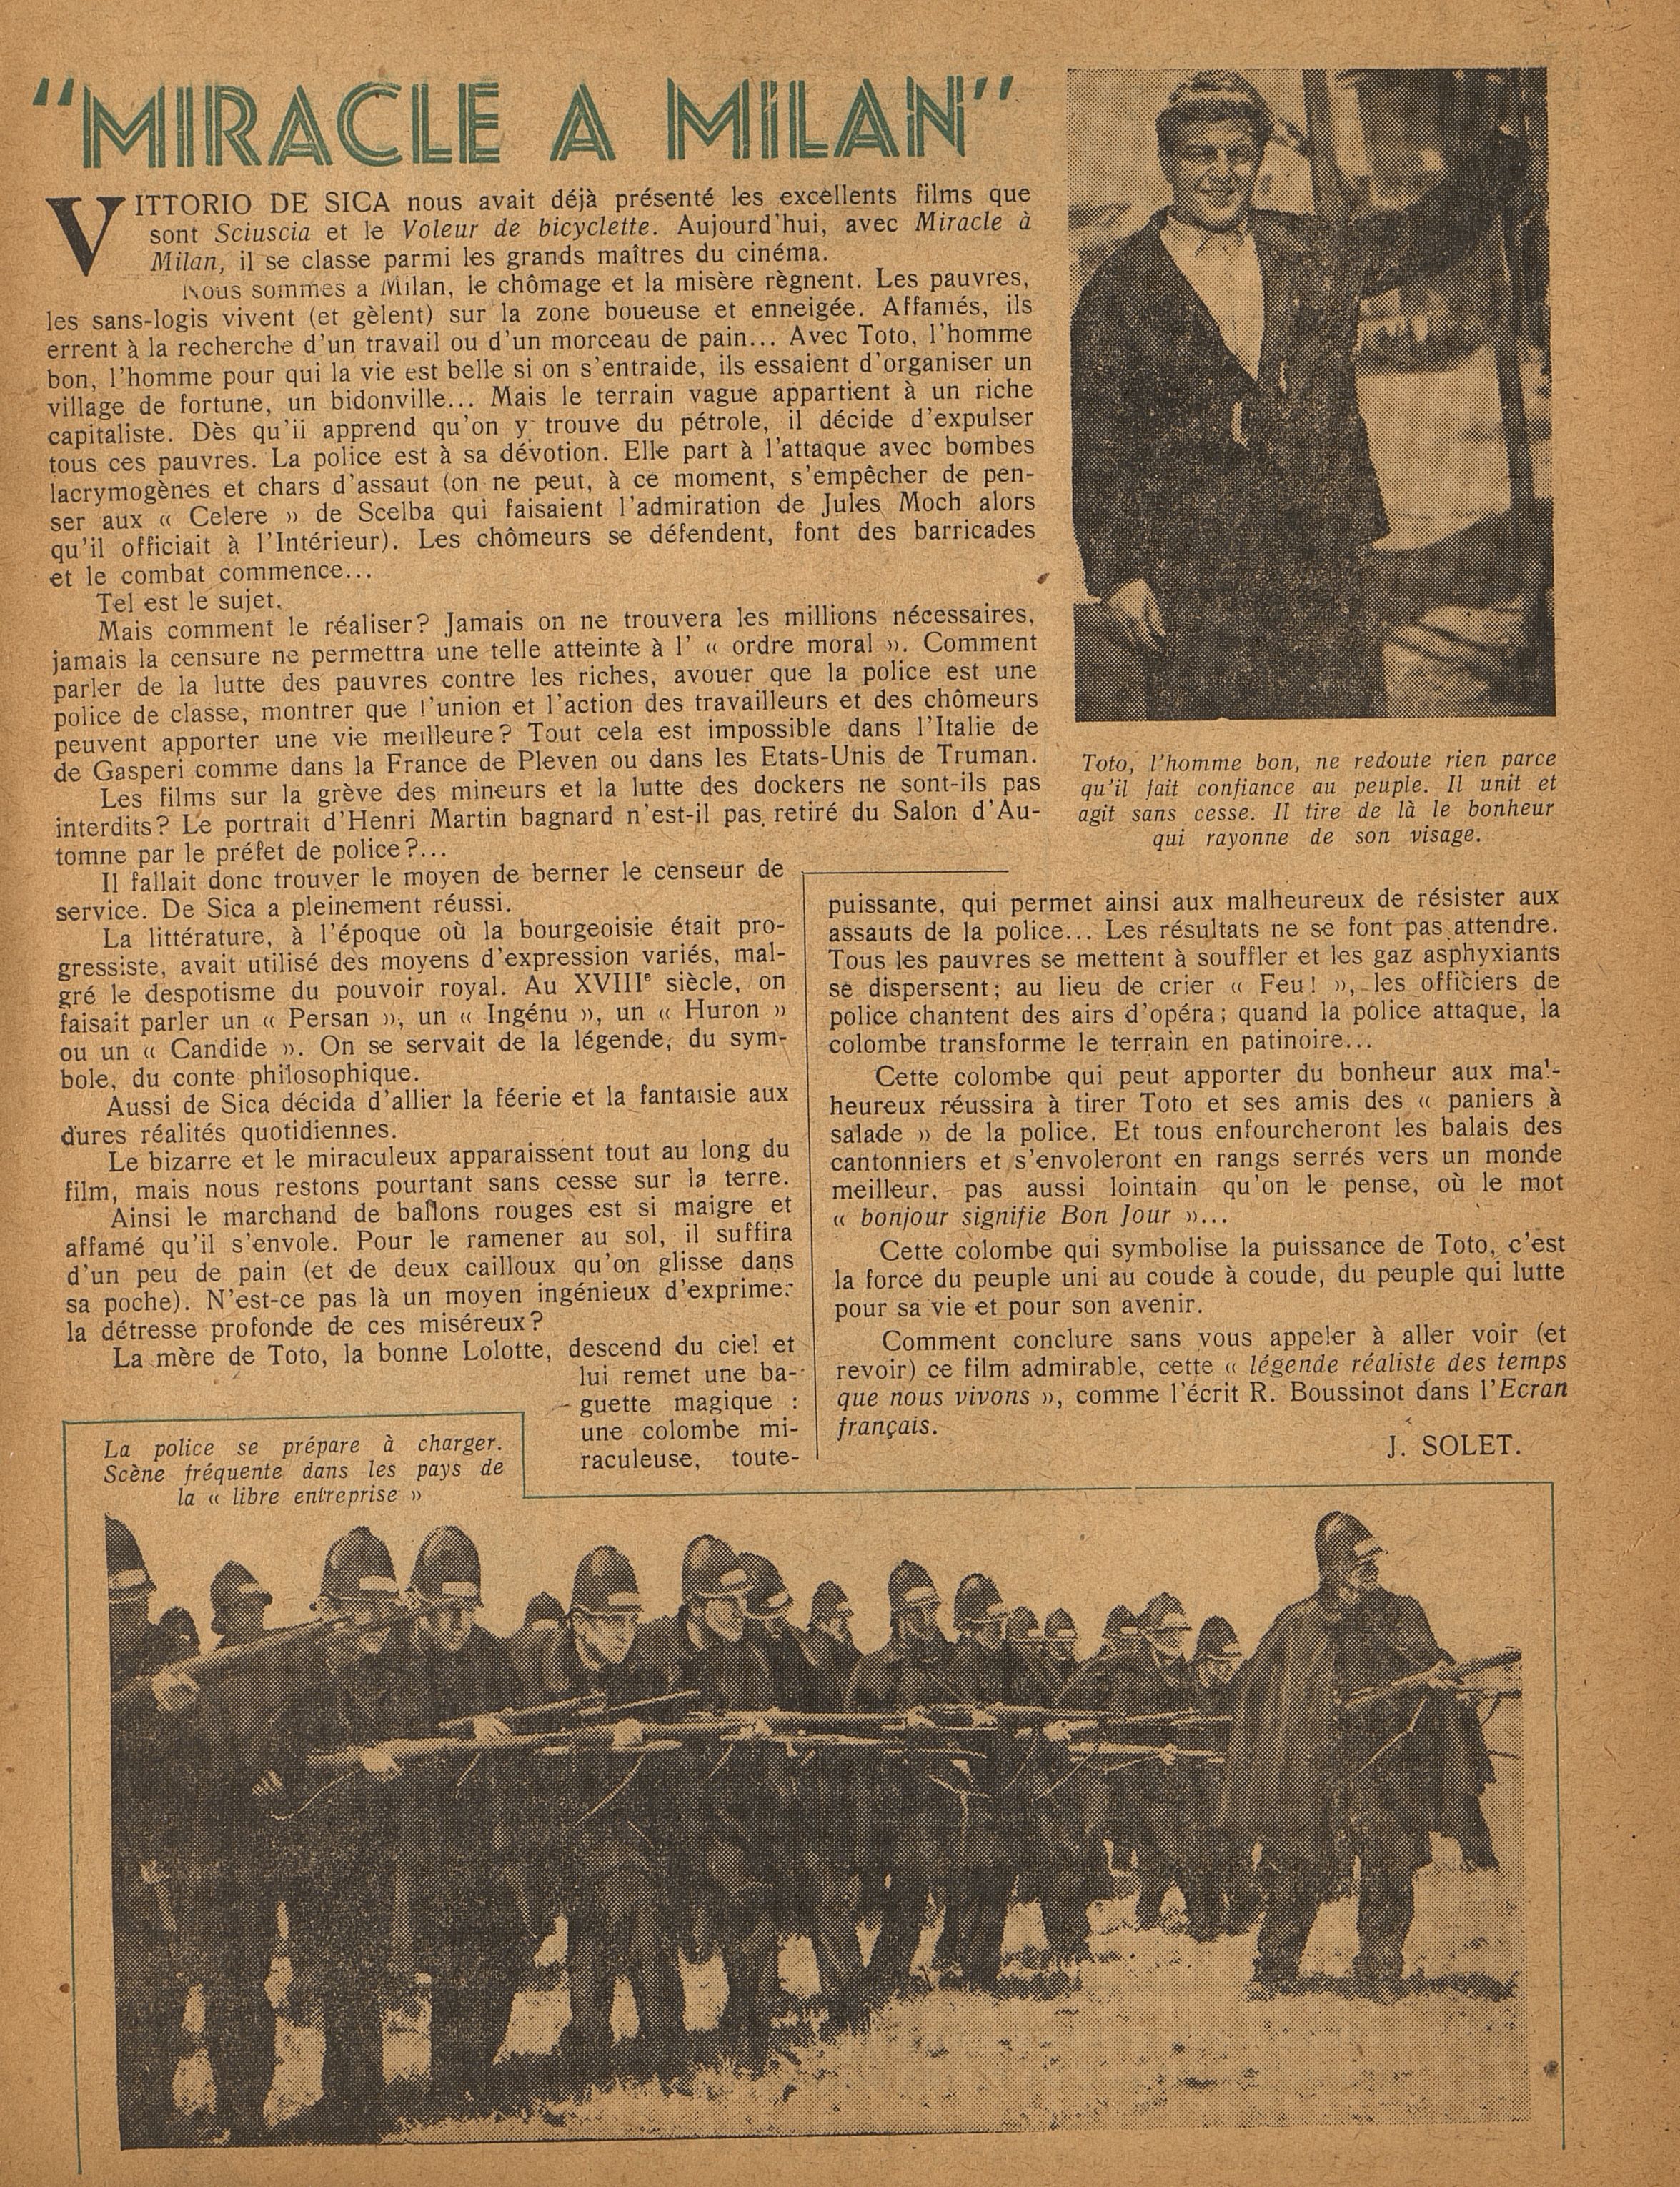 “MIRACLE A MILAN”
VITTORIO DE SICA nous avait déjà présenté les excellents films que
sont Sciuscia et le Voleur de bicyclette. Aujourd'hui, avec Miracle à
Milan, il se classe parmi les grands maîtres du cinéma.
Nous sommes a Milan, le chômage et la misère règnent. Les pauvres,
les sans-logis vivent (et gèlent) sur la zone boueuse et enneigée. Affamés, ils
errent à la recherche d'un travail ou d'un morceau de pain... Avec Toto, l'homme
bon, l'homme pour qui la vie est belle si on s'entraide, ils essaient d'organiser un
village de fortune, un bidonville... Mais le terrain vague appartient à un riche
capitaliste. Dès qu'il apprend qu'on y trouve du pétrole, il décide d'expulser
tous ces pauvres. La police est à sa dévotion. Elle part à l'attaque avec bombes
lacrymogènes et chars d'assaut (on ne peut, à ce moment, s'empêcher de pen-
ser aux « Celere » de Scelba qui faisaient l'admiration de Jules Moch alors
qu'il officiait à l'Intérieur). Les chômeurs se défendent, font des barricades
et le combat commence...
Tel est le sujet.
Mais comment le réaliser? Jamais on ne trouvera les millions nécessaires,
jamais la censure ne permettra une telle atteinte à l' « ordre moral ». Comment
parler de la lutte des pauvres contre les riches, avouer que la police est une
police de classe, montrer que l'union et l'action des travailleurs et des chômeurs
peuvent apporter une vie meilleure? Tout cela est impossible dans l'Italie de
de Gasperi comme dans la France de Pleven ou dans les Etats-Unis de Truman.
Les films sur la grève des mineurs et la lutte des dockers ne sont-ils pas
interdits? Le portrait d'Henri Martin bagnard n'est-il pas retiré du Salon d'Au-
tomne par le préfet de police?...
Il fallait donc trouver le moyen de berner le censeur de
service. De Sica a pleinement réussi.
La littérature, à l'époque où la bourgeoisie était pro-
gressiste, avait utilisé des moyens d'expression variés, mal-
gré le despotisme du pouvoir royal. Au XVIIIe siècle, on
faisait parler un « Persan », un « Ingénu », un « Huron »
ou un « Candide ». On se servait de la légende, du sym-
bole, du conte philosophique.
Aussi de Sica décida d'allier la féerie et la fantaisie aux
dures réalités quotidiennes.
Le bizarre et le miraculeux apparaissent tout au long du
film, mais nous restons pourtant sans cesse sur la terre.
Ainsi le marchand de ballons rouges est si maigre et
affamé qu'il s'envole. Pour le ramener au sol, il suffira
d'un peu de pain (et de deux cailloux qu'on glisse dans
sa poche). N'est-ce pas là un moyen ingénieux d'exprimer
la détresse profonde de ces miséreux?
La mère de Toto, la bonne Lolotte, descend du ciel et
lui remet une ba-
guette magique :
une colombe mi-
raculeuse, toute-
puissante, qui permet ainsi aux malheureux de résister aux
assauts de la police... Les résultats ne se font pas attendre.
Tous les pauvres se mettent à souffler et les gaz asphyxiants
se dispersent; au lieu de crier « Feu! », les officiers de
police chantent des airs d'opéra; quand la police attaque, la
colombe transforme le terrain en patinoire...
Cette colombe qui peut apporter du bonheur aux mal-
heureux réussira à tirer Toto et ses amis des « paniers à
salade » de la police. Et tous enfourcheront les balais des
cantonniers et s'envoleront en rangs serrés vers un monde
meilleur, pas aussi lointain qu'on le pense, où le mot
« bonjour signifie Bon Jour »...
Cette colombe qui symbolise la puissance de Toto, c'est
la force du peuple uni au coude à coude, du peuple qui lutte
pour sa vie et pour son avenir.
Comment conclure sans vous appeler à aller voir (et
revoir) ce film admirable, cette « légende réaliste des temps
que nous vivons », comme l'écrit R. Boussinot dans l'Ecran
français.
J. SOLET.
Toto, l'homme bon, ne redoute rien parce
qu'il fait confiance au peuple. Il unit et
agit sans cesse. Il tire de là le bonheur
qui rayonne de son visage.
La police se prépare à charger.
Scène fréquente dans les pays de
la « libre entreprise »